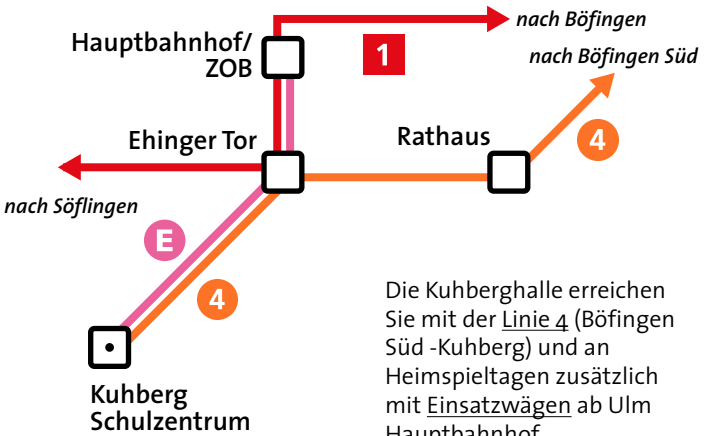 nach Böfingen
Hauptbahnhof/
ZOB
1
nach Böfingen Süd
Ehinger Tor
Rathaus
4
nach Söflingen
E
4
Die Kuhberghalle erreichen
Sie mit der Linie 4 (Böfingen
Süd -Kuhberg) und an
Heimspieltagen zusätzlich
mit Einsatzwägen ab Ulm
Hauptbahnhof
Kuhberg
Schulzentrum